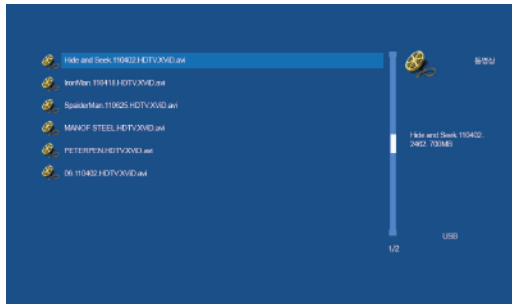 Hide and Seek.110402.HDTV.XViD.avi
IronMan.110418.HDTV.XViD.avi
SpaiderMan.110625.HDTV.XViD.avi
MANOF STEEL.HDTV.XViD.avi
PETERPEN.HDTV.XViD.avi
06.110402.HDTV.XViD.avi
동영상
Hide and Seek.110402.
2462. 700MB
USB
1/2